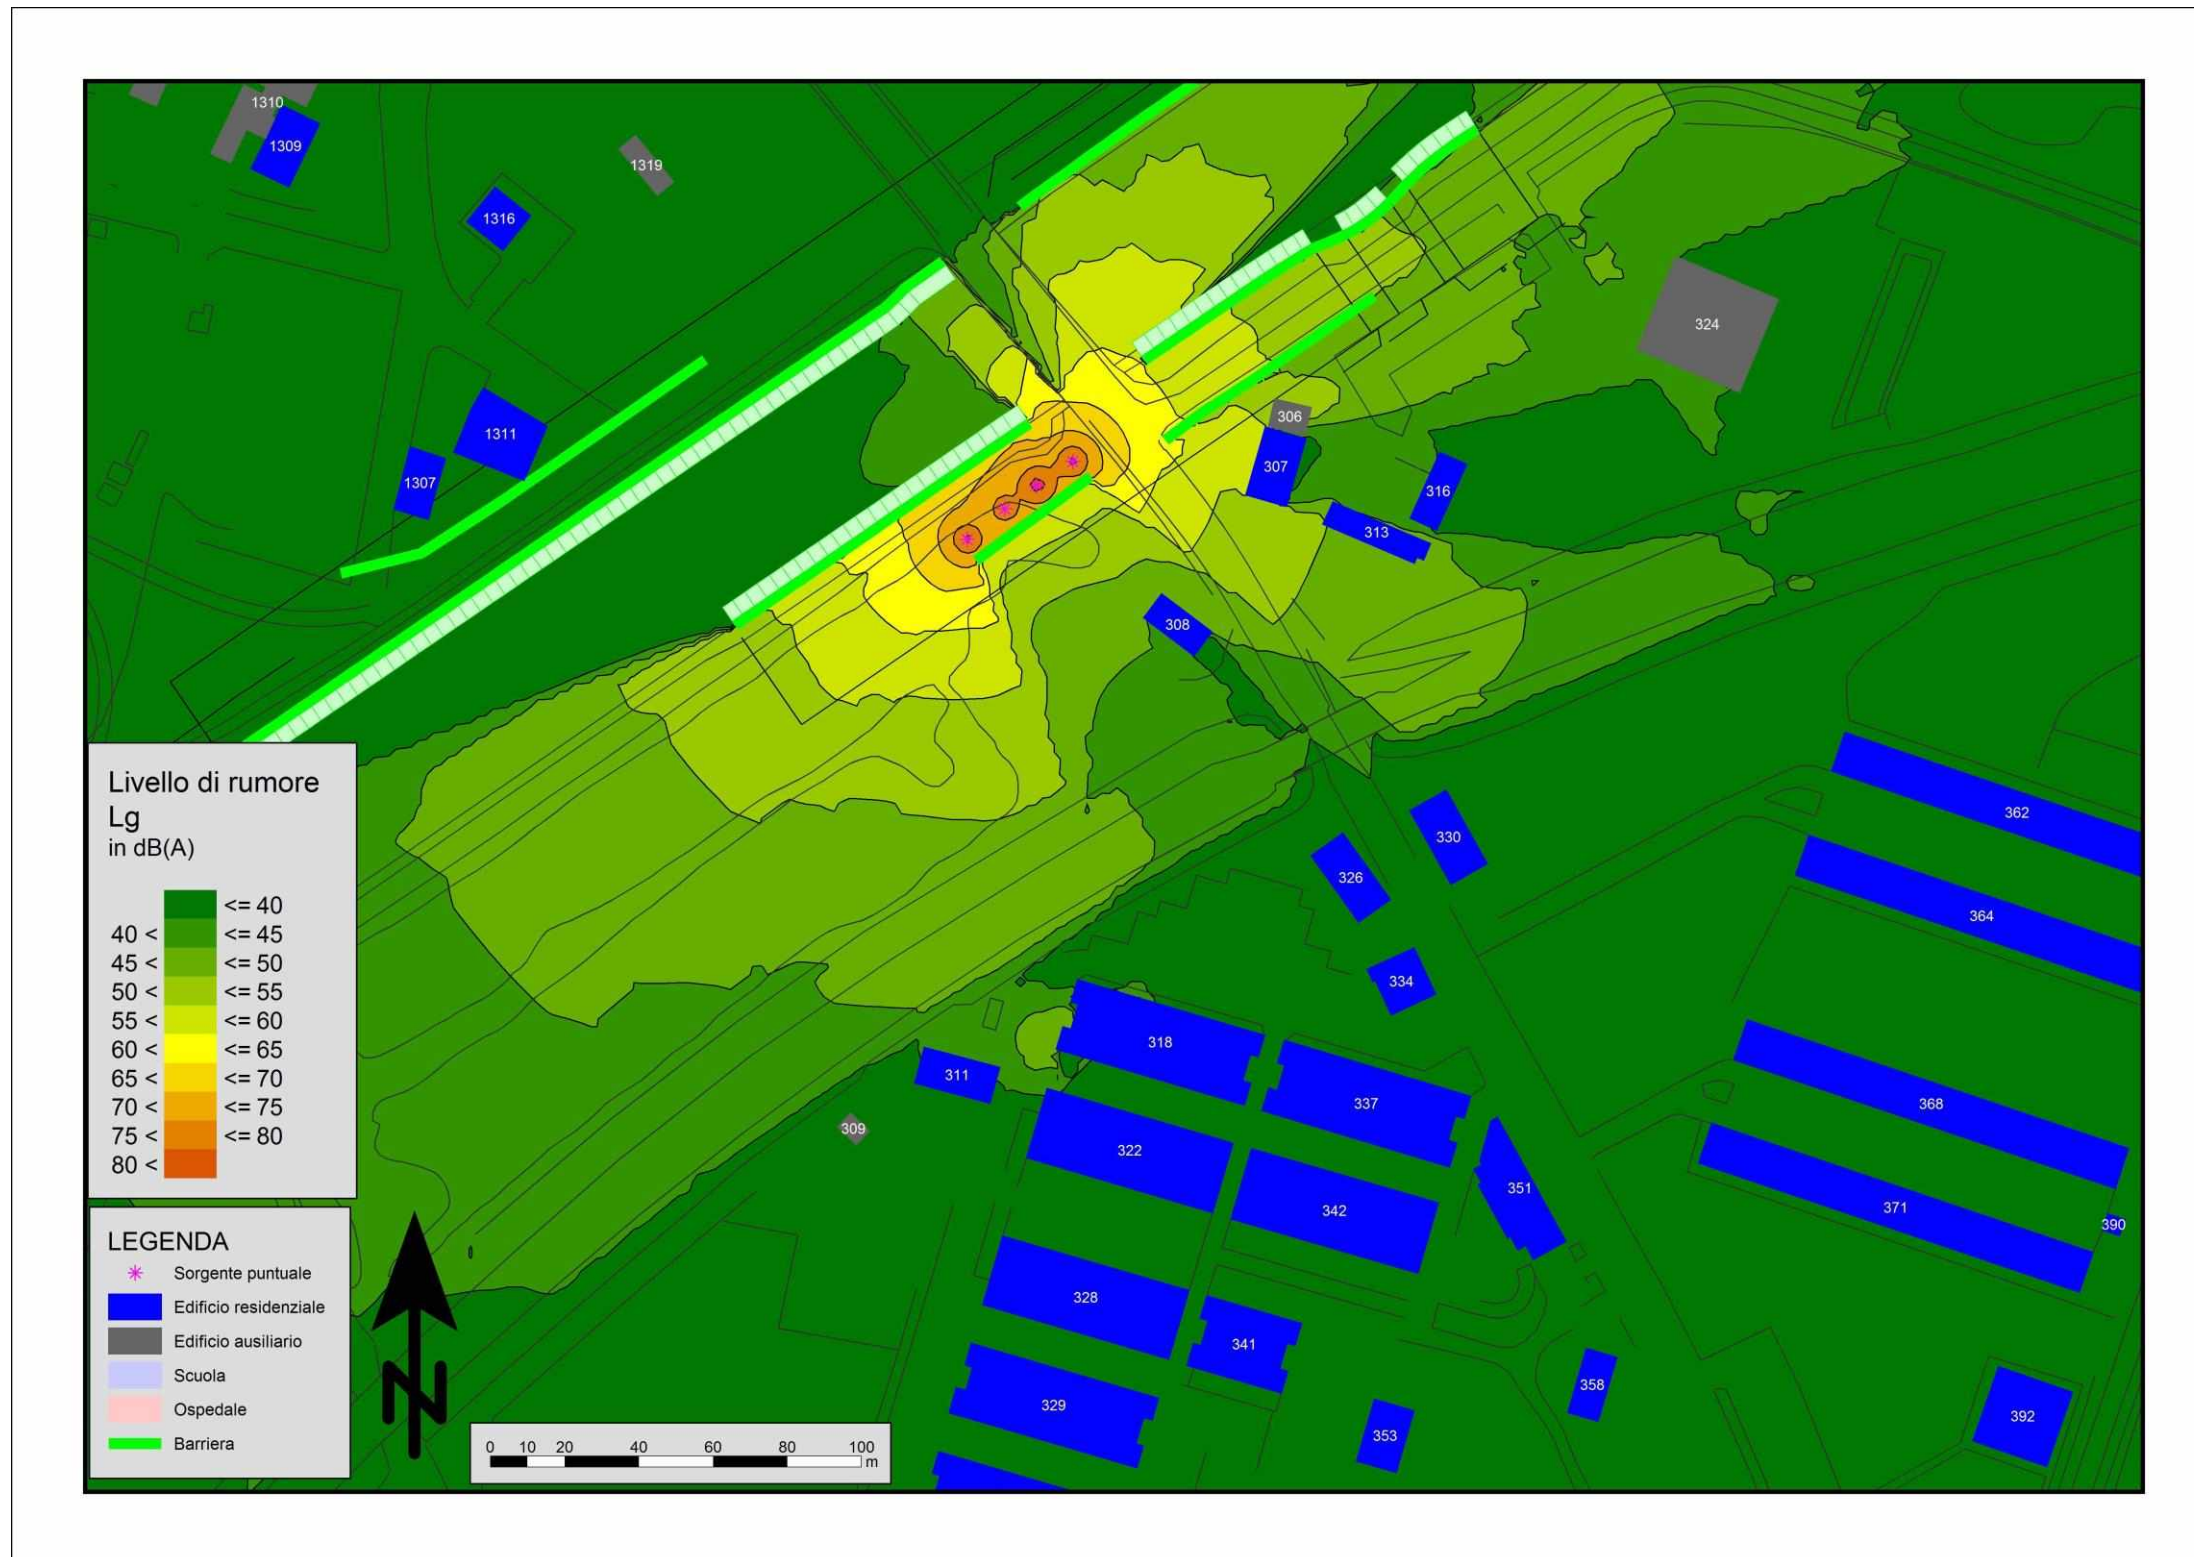 1310
1309
1319
1316
324
306
307
316
313
1311
1307
308
362
330
364
326
334
318
311
337
368
309
322
351
371
342
390
328
341
358
329
353
392
Livello di rumore
Lg
in dB(A)
<= 40
40 < <= 45
45 < <= 50
50 < <= 55
55 < <= 60
60 < <= 65
65 < <= 70
70 < <= 75
75 < <= 80
80 <
LEGENDA
Sorgente puntuale
Edificio residenziale
Edificio ausiliario
Scuola
Ospedale
Barriera
N
0 10 20 40 60 80 100
m